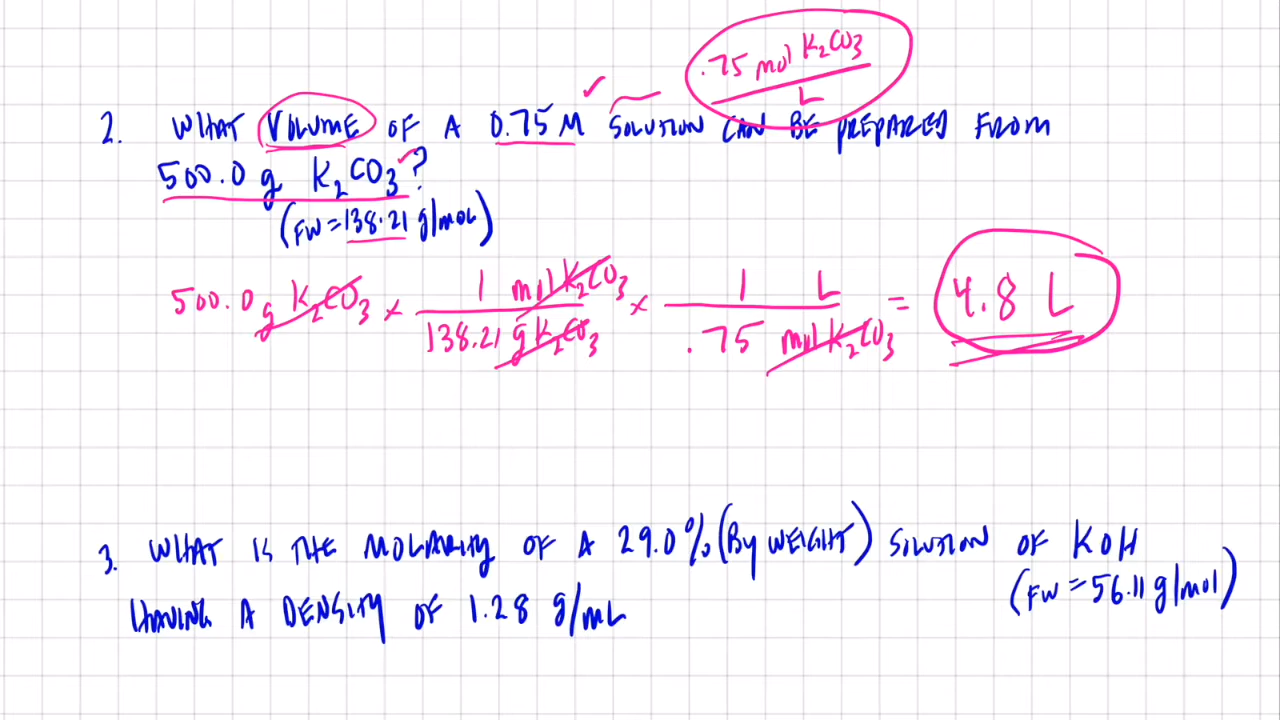 .75 mol K₂CO₃
L
2. WHAT VOLUME OF A 0.75 M SOLUTION CAN BE PREPARED FROM
500.0 g K₂CO₃?
(FW = 138.21 g/mol)
500.0 g K₂CO₃ × 1 mol K₂CO₃ × 1 L = 4.8 L
138.21 g K₂CO₃ .75 mol K₂CO₃
3. WHAT IS THE MOLARITY OF A 29.0% (BY WEIGHT) SOLUTION OF KOH
(FW = 56.11 g/mol)
HAVING A DENSITY OF 1.28 g/mL